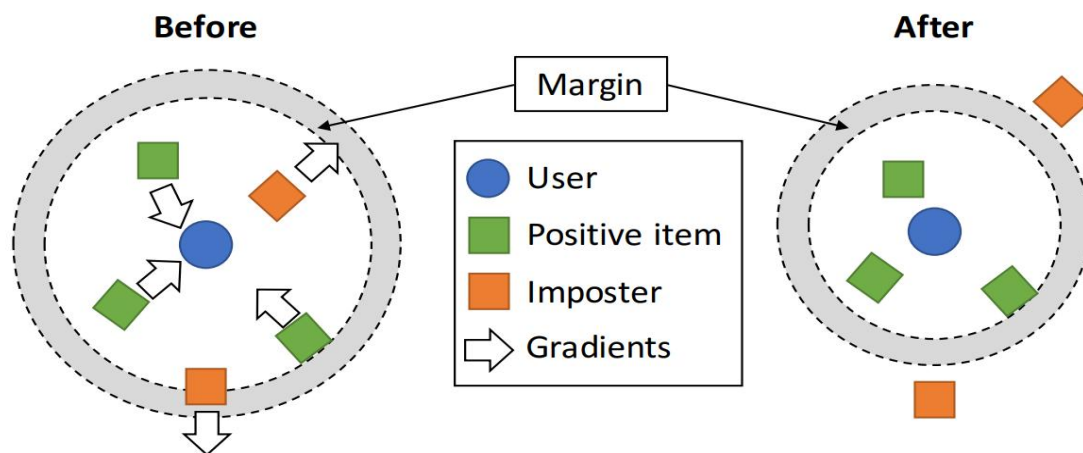 Before
After
Margin
User
Positive item
Imposter
Gradients